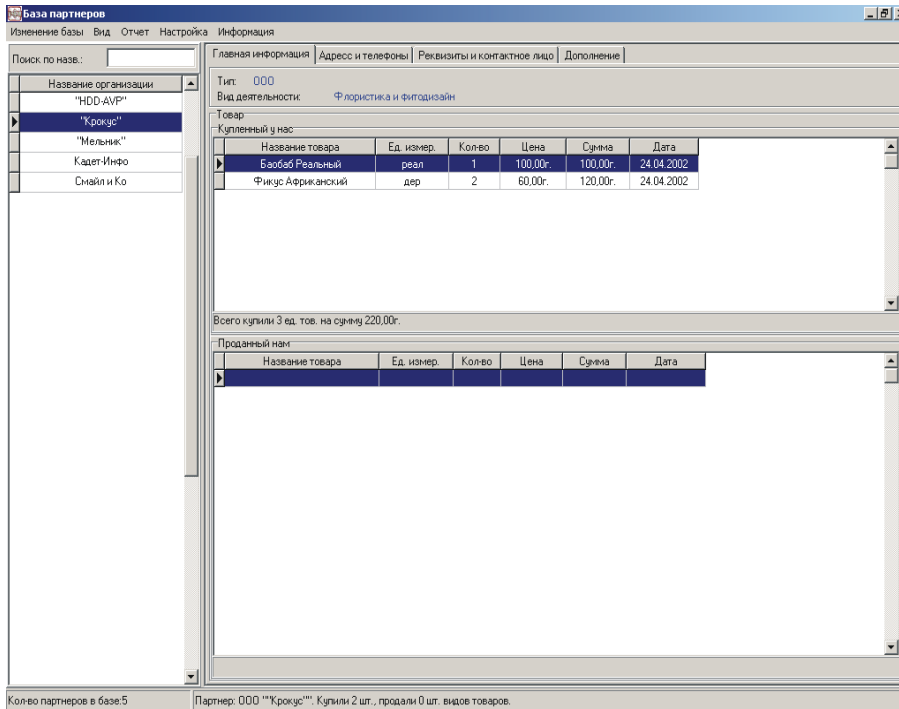 База партнеров
Изменение базы Вид Отчет Настройка Информация
Поиск по назв.:
Название организации
"HDD-AVP"
"Крокус"
"Мельник"
Кадет-Инфо
Смайл и Ко
Главная информация Адресс и телефоны Реквизиты и контактное лицо Дополнение
Тип: ООО
Вид деятельности: Флористика и фитодизайн
Товар
Купленный у нас
Название товара Ед. измер. Кол-во Цена Сумма Дата
Баобаб Реальный реал 1 100,00г. 100,00г. 24.04.2002
Фикус Африканский дер 2 60,00г. 120,00г. 24.04.2002
Всего купили 3 ед. тов. на сумму 220,00г.
Проданный нам
Название товара Ед. измер. Кол-во Цена Сумма Дата
Кол-во партнеров в базе:5
Партнер: ООО ""Крокус"". Купили 2 шт., продали 0 шт. видов товаров.